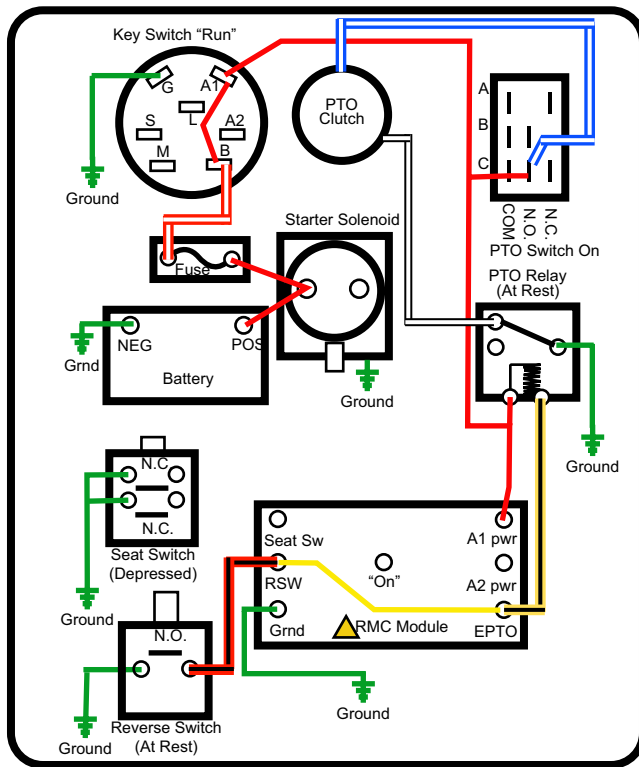 Key Switch "Run"
G
A1
L
S
A2
M
B
Ground
PTO
Clutch
A
B
C
COM
N.O.
N.C.
PTO Switch On
Fuse
Starter Solenoid
PTO Relay
(At Rest)
NEG
POS
Grnd
Battery
Ground
Ground
N.C.
N.C.
Seat Switch
(Depressed)
Ground
Seat Sw
A1 pwr
RSW
"On"
A2 pwr
Grnd
RMC Module
EPTO
N.O.
Ground
Ground
Reverse Switch
(At Rest)